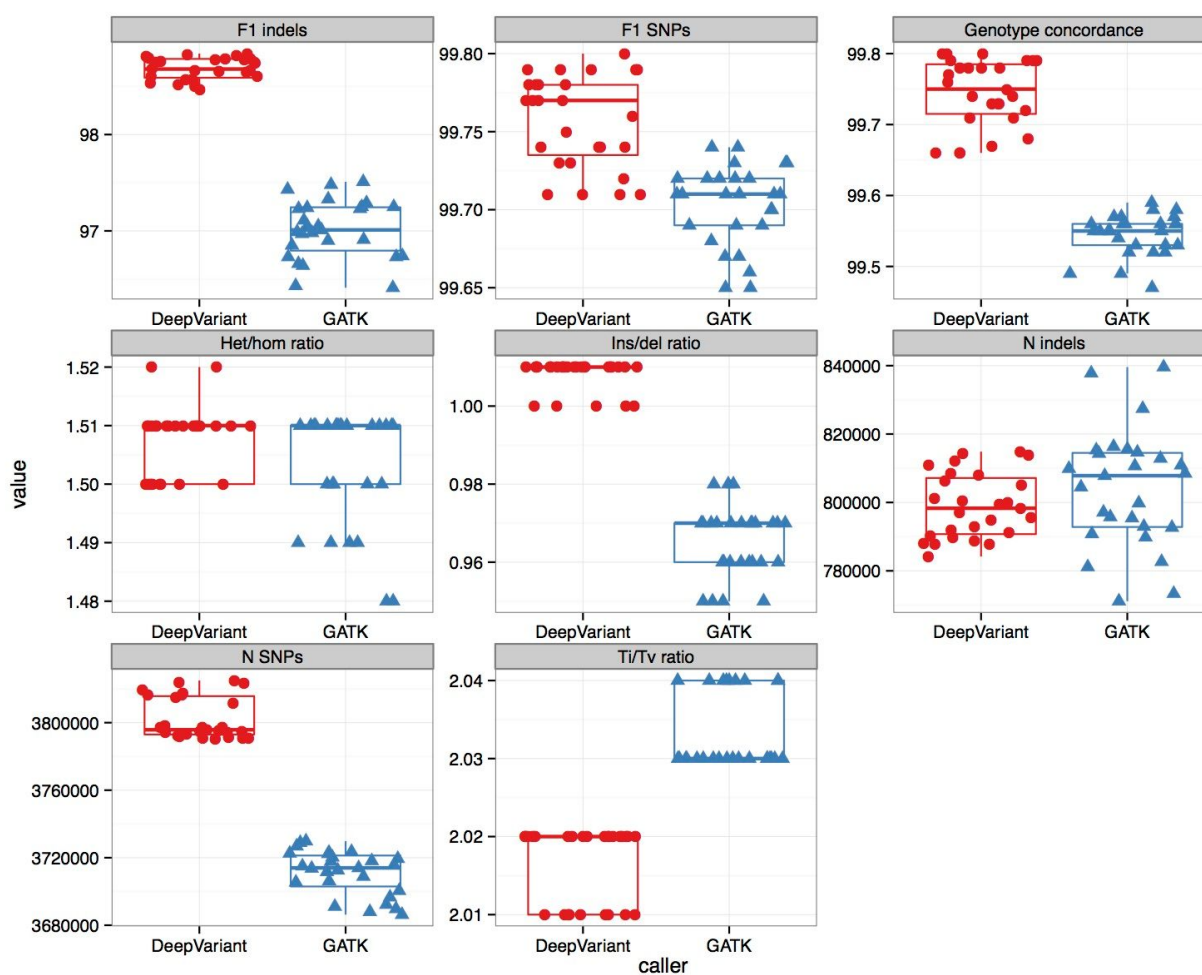 F1 indels
F1 SNPs
Genotype concordance
98
97
99.80
99.75
99.70
99.65
99.8
99.7
99.6
99.5
DeepVariant GATK
DeepVariant GATK
DeepVariant GATK
Het/hom ratio
Ins/del ratio
N indels
1.52
1.51
1.50
1.49
1.48
1.00
0.98
0.96
840000
820000
800000
780000
DeepVariant GATK
DeepVariant GATK
DeepVariant GATK
value
N SNPs
Ti/Tv ratio
3800000
3760000
3720000
3680000
2.04
2.03
2.02
2.01
DeepVariant GATK
DeepVariant GATK
caller